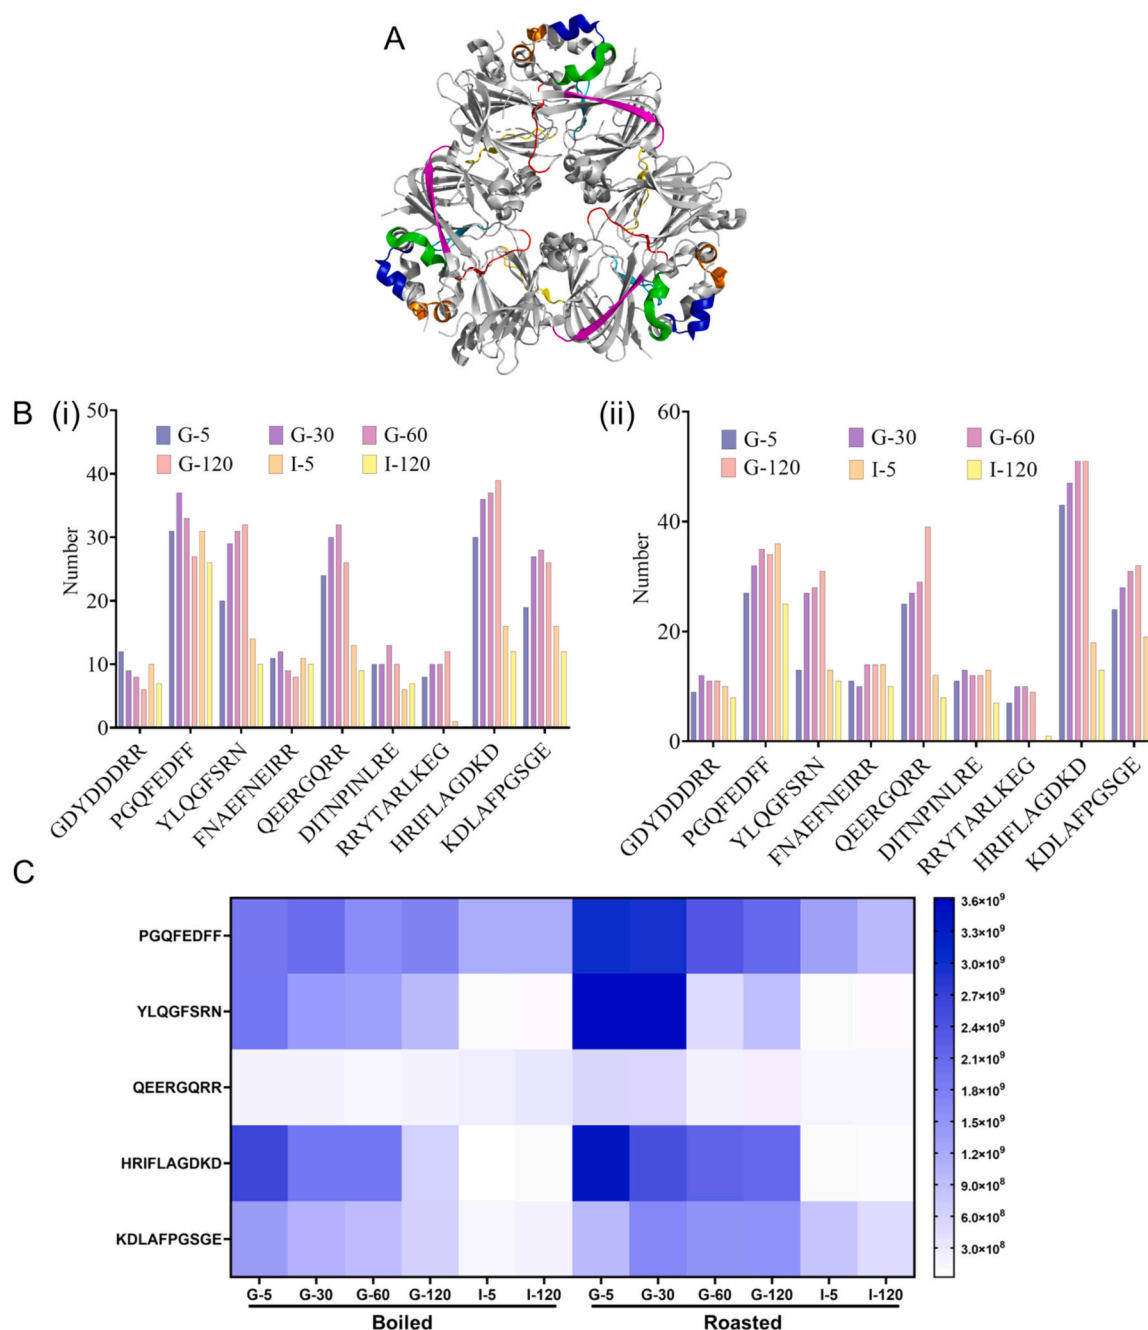 A
B (i)
50
40
30
20
10
0
Number
G-5
G-30
G-60
G-120
I-5
I-120
GDYDDDRR
PGQFEDFF
YLQGFSRN
FNAEFNEIRR
QEERGQRR
DITNPINLRE
RRYTARLKEG
HRIFLAGDKD
KDLAFPGSGE
(ii)
60
40
20
0
Number
G-5
G-30
G-60
G-120
I-5
I-120
GDYDDDRR
PGQFEDFF
YLQGFSRN
FNAEFNEIRR
QEERGQRR
DITNPINLRE
RRYTARLKEG
HRIFLAGDKD
KDLAFPGSGE
C
PGQFEDFF
YLQGFSRN
QEERGQRR
HRIFLAGDKD
KDLAFPGSGE
G-5 G-30 G-60 G-120 I-5 I-120 G-5 G-30 G-60 G-120 I-5 I-120
Boiled Roasted
3.6×10⁹
3.3×10⁹
3.0×10⁹
2.7×10⁹
2.4×10⁹
2.1×10⁹
1.8×10⁹
1.5×10⁹
1.2×10⁹
9.0×10⁸
6.0×10⁸
3.0×10⁸